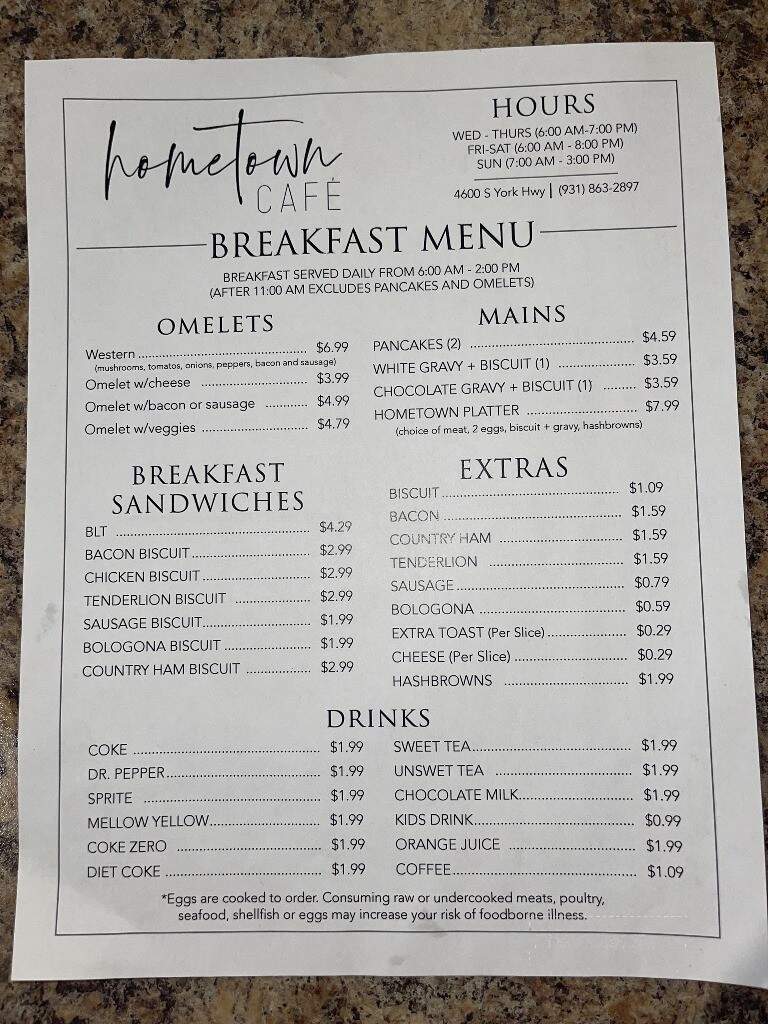 hometown
CAFÉ
HOURS
WED - THURS (6:00 AM-7:00 PM)
FRI-SAT (6:00 AM - 8:00 PM)
SUN (7:00 AM - 3:00 PM)
4600 S York Hwy | (931) 863-2897
BREAKFAST MENU
BREAKFAST SERVED DAILY FROM 6:00 AM - 2:00 PM
(AFTER 11:00 AM EXCLUDES PANCAKES AND OMELETS)
OMELETS
Western ........ $6.99
(mushrooms, tomatos, onions, peppers, bacon and sausage)
Omelet w/cheese ........ $3.99
Omelet w/bacon or sausage ........ $4.99
Omelet w/veggies ........ $4.79
MAINS
PANCAKES (2) ........ $4.59
WHITE GRAVY + BISCUIT (1) ........ $3.59
CHOCOLATE GRAVY + BISCUIT (1) ........ $3.59
HOMETOWN PLATTER ........ $7.99
(choice of meat, 2 eggs, biscuit + gravy, hashbrowns)
BREAKFAST
SANDWICHES
BLT ........ $4.29
BACON BISCUIT ........ $2.99
CHICKEN BISCUIT ........ $2.99
TENDERLION BISCUIT ........ $2.99
SAUSAGE BISCUIT ........ $1.99
BOLOGONA BISCUIT ........ $1.99
COUNTRY HAM BISCUIT ........ $2.99
EXTRAS
BISCUIT ........ $1.09
BACON ........ $1.59
COUNTRY HAM ........ $1.59
TENDERLION ........ $1.59
SAUSAGE ........ $0.79
BOLOGONA ........ $0.59
EXTRA TOAST (Per Slice) ........ $0.29
CHEESE (Per Slice) ........ $0.29
HASHBROWNS ........ $1.99
DRINKS
COKE ........ $1.99
DR. PEPPER ........ $1.99
SPRITE ........ $1.99
MELLOW YELLOW ........ $1.99
COKE ZERO ........ $1.99
DIET COKE ........ $1.99
SWEET TEA ........ $1.99
UNSWET TEA ........ $1.99
CHOCOLATE MILK ........ $1.99
KIDS DRINK ........ $0.99
ORANGE JUICE ........ $1.99
COFFEE ........ $1.09
*Eggs are cooked to order. Consuming raw or undercooked meats, poultry,
seafood, shellfish or eggs may increase your risk of foodborne illness.